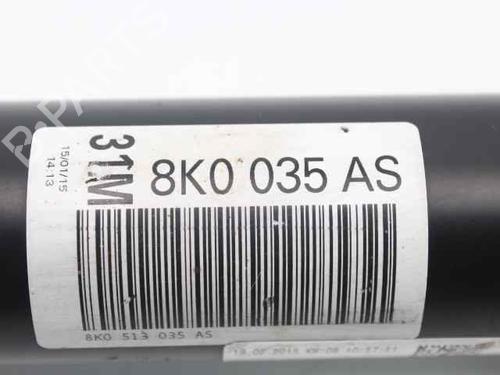 B-PARTS
15/01/15
14:13
31M
8K0 035 AS
8K0 513 035 AS